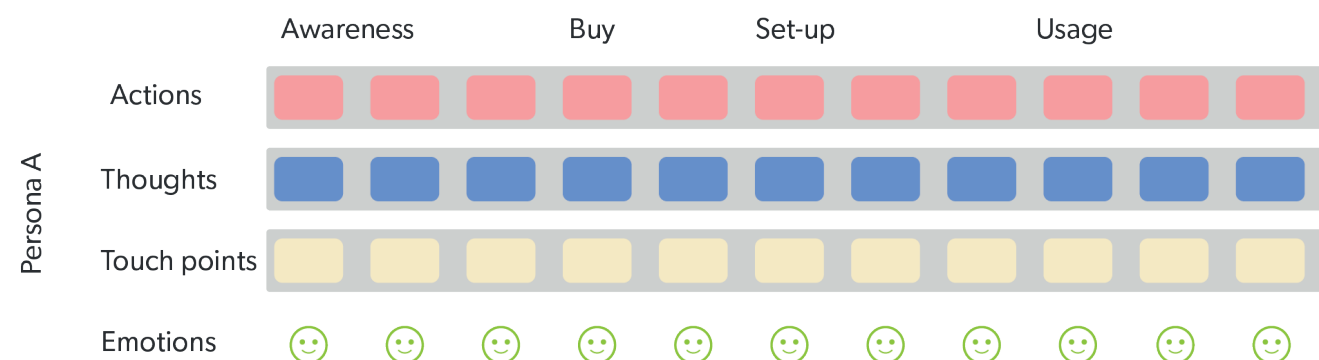 Awareness Buy Set-up Usage
Persona A
Actions
Thoughts
Touch points
Emotions